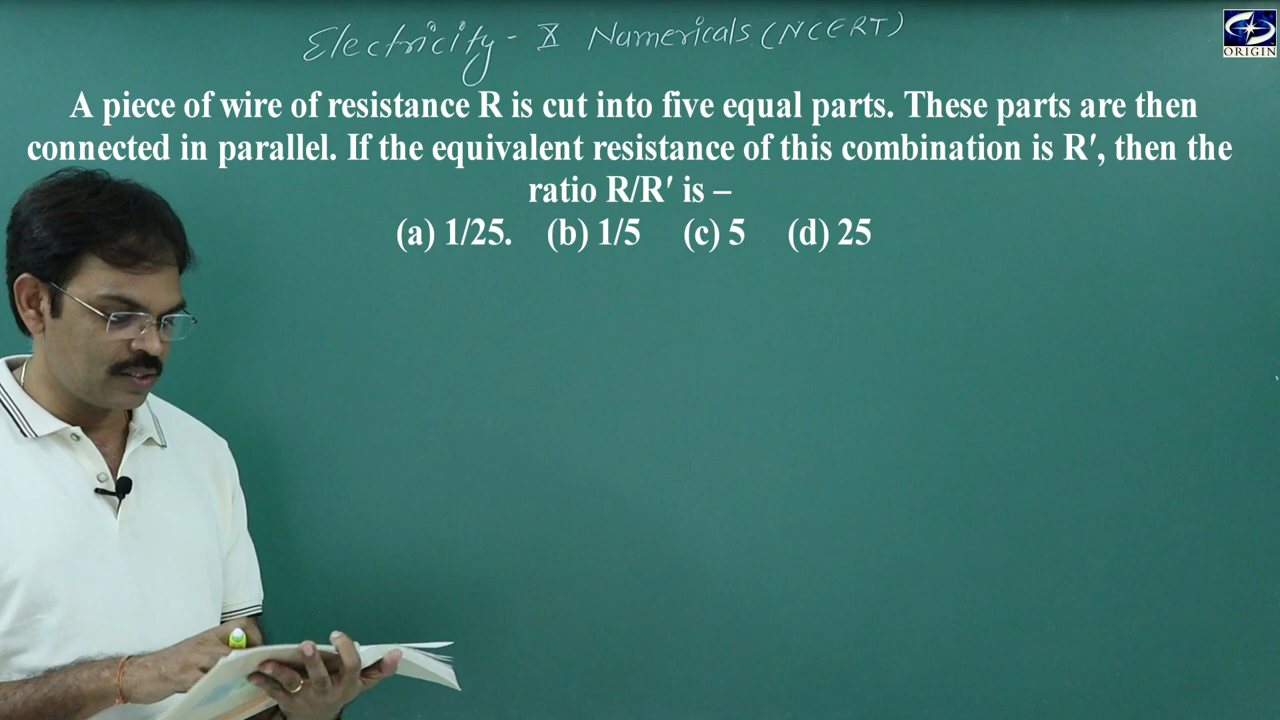 Electricity - X Numericals (NCERT)
ORIGIN
A piece of wire of resistance R is cut into five equal parts. These parts are then
connected in parallel. If the equivalent resistance of this combination is R′, then the
ratio R/R′ is –
(a) 1/25. (b) 1/5 (c) 5 (d) 25